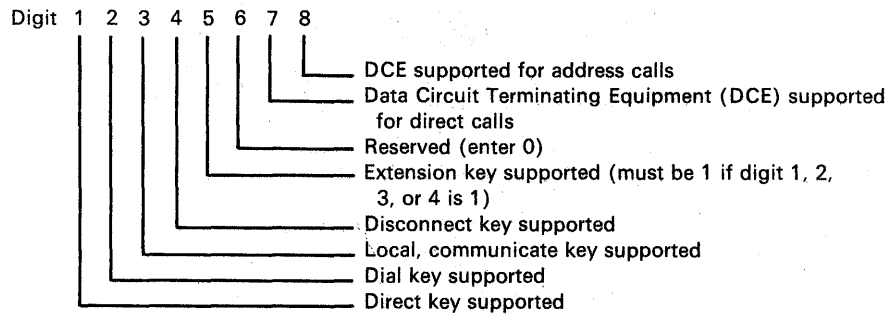 Digit 1 2 3 4 5 6 7 8
DCE supported for address calls
Data Circuit Terminating Equipment (DCE) supported
for direct calls
Reserved (enter 0)
Extension key supported (must be 1 if digit 1, 2,
3, or 4 is 1)
Disconnect key supported
Local, communicate key supported
Dial key supported
Direct key supported